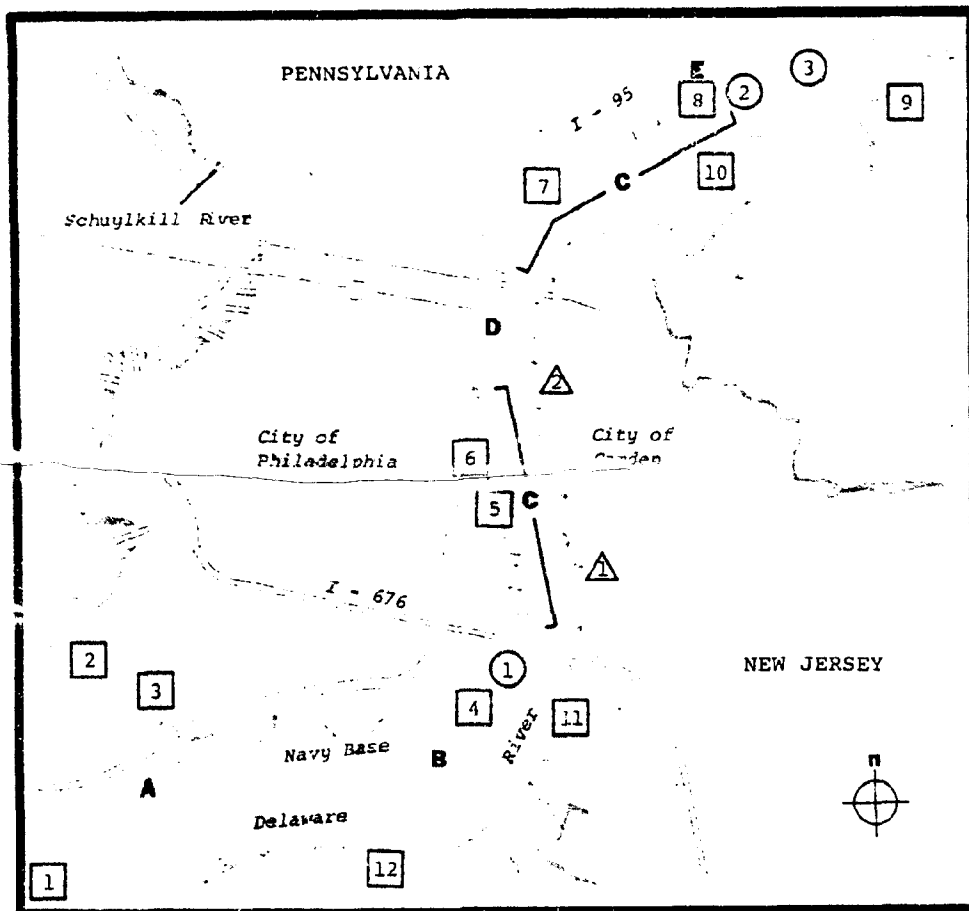 PENNSYLVANIA
3
E
8
2
9
I - 95
7
C
10
Schuylkill River
D
2
City of
Philadelphia
City of
Camden
6
5
C
1
I - 676
2
3
1
NEW JERSEY
4
11
River
Navy Base
B
A
n
Delaware
12
1